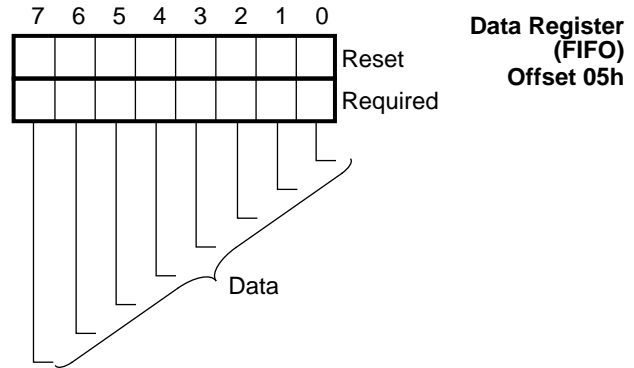 7 6 5 4 3 2 1 0
Data Register
(FIFO)
Offset 05h
Reset
Required
Data